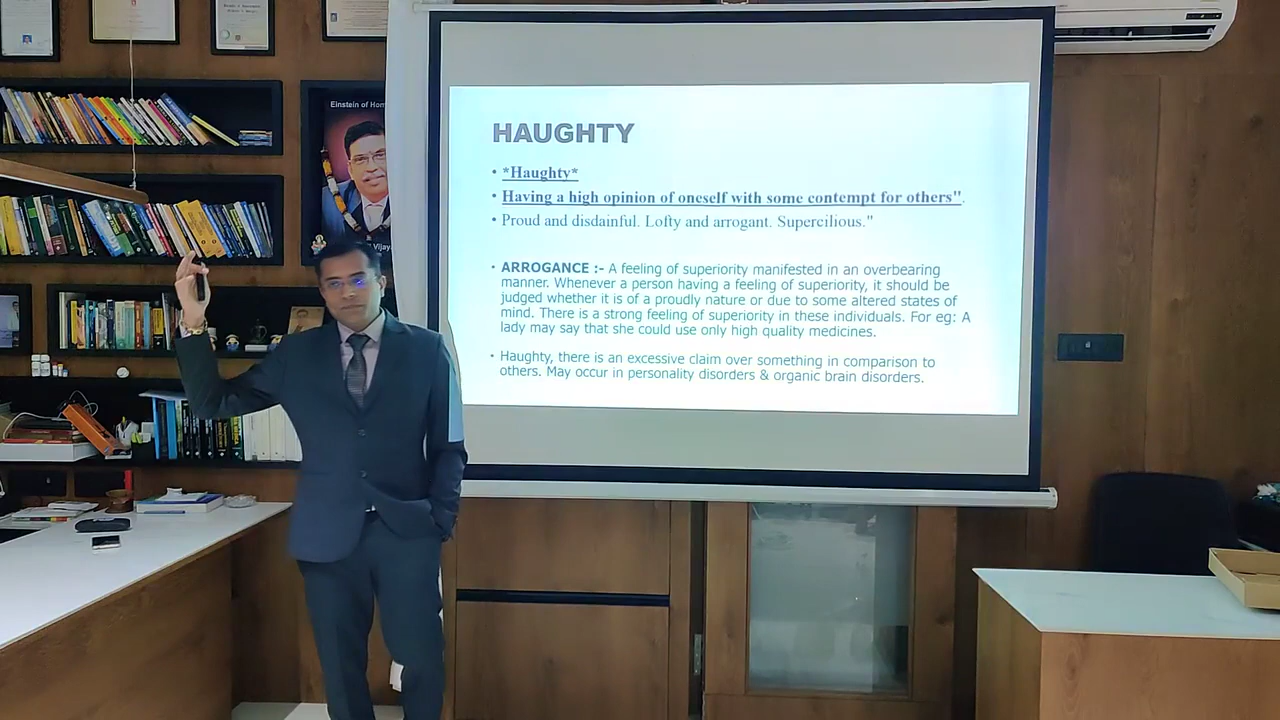 Einstein of Hom
Vijay
HAUGHTY
• *Haughty*
• Having a high opinion of oneself with some contempt for others".
• Proud and disdainful. Lofty and arrogant. Supercilious."
• ARROGANCE :- A feeling of superiority manifested in an overbearing
manner. Whenever a person having a feeling of superiority, it should be
judged whether it is of a proudly nature or due to some altered states of
mind. There is a strong feeling of superiority in these individuals. For eg: A
lady may say that she could use only high quality medicines.
• Haughty, there is an excessive claim over something in comparison to
others. May occur in personality disorders & organic brain disorders.